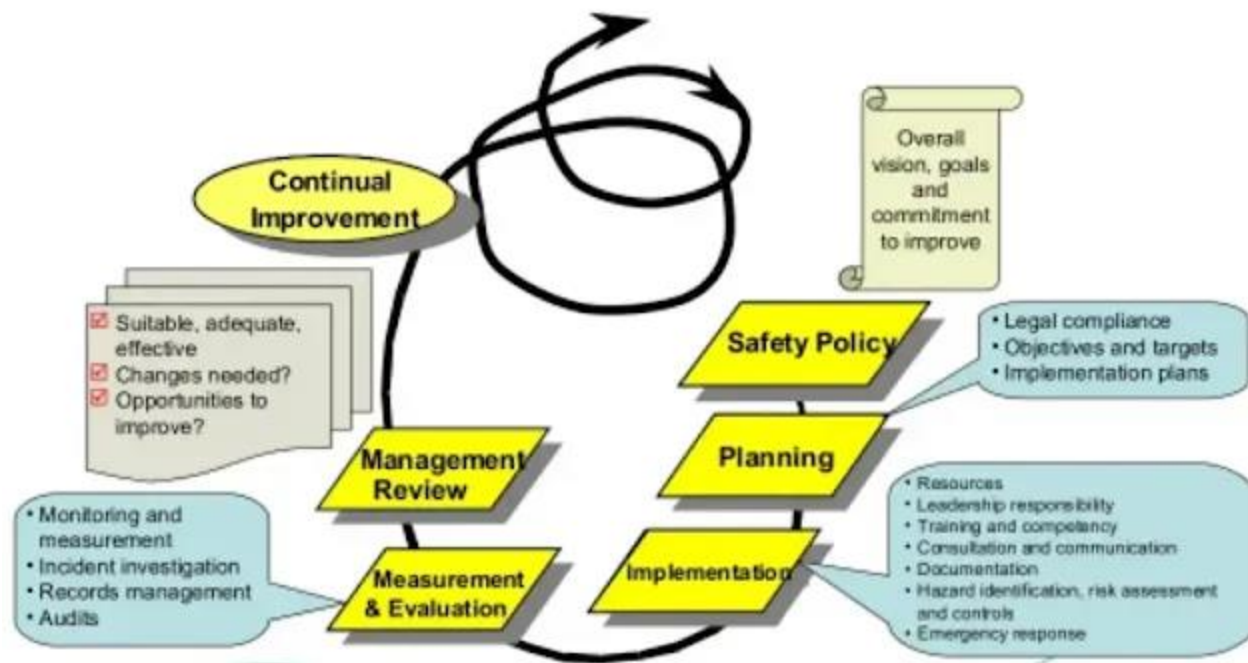 Continual
Improvement
Overall
vision, goals
and
commitment
to improve
Suitable, adequate,
effective
Changes needed?
Opportunities to
improve?
Safety Policy
• Legal compliance
• Objectives and targets
• Implementation plans
Management
Review
Planning
• Monitoring and
measurement
• Incident investigation
• Records management
• Audits
Measurement
& Evaluation
Implementation
• Resources
• Leadership responsibility
• Training and competency
• Consultation and communication
• Documentation
• Hazard identification, risk assessment
and controls
• Emergency response